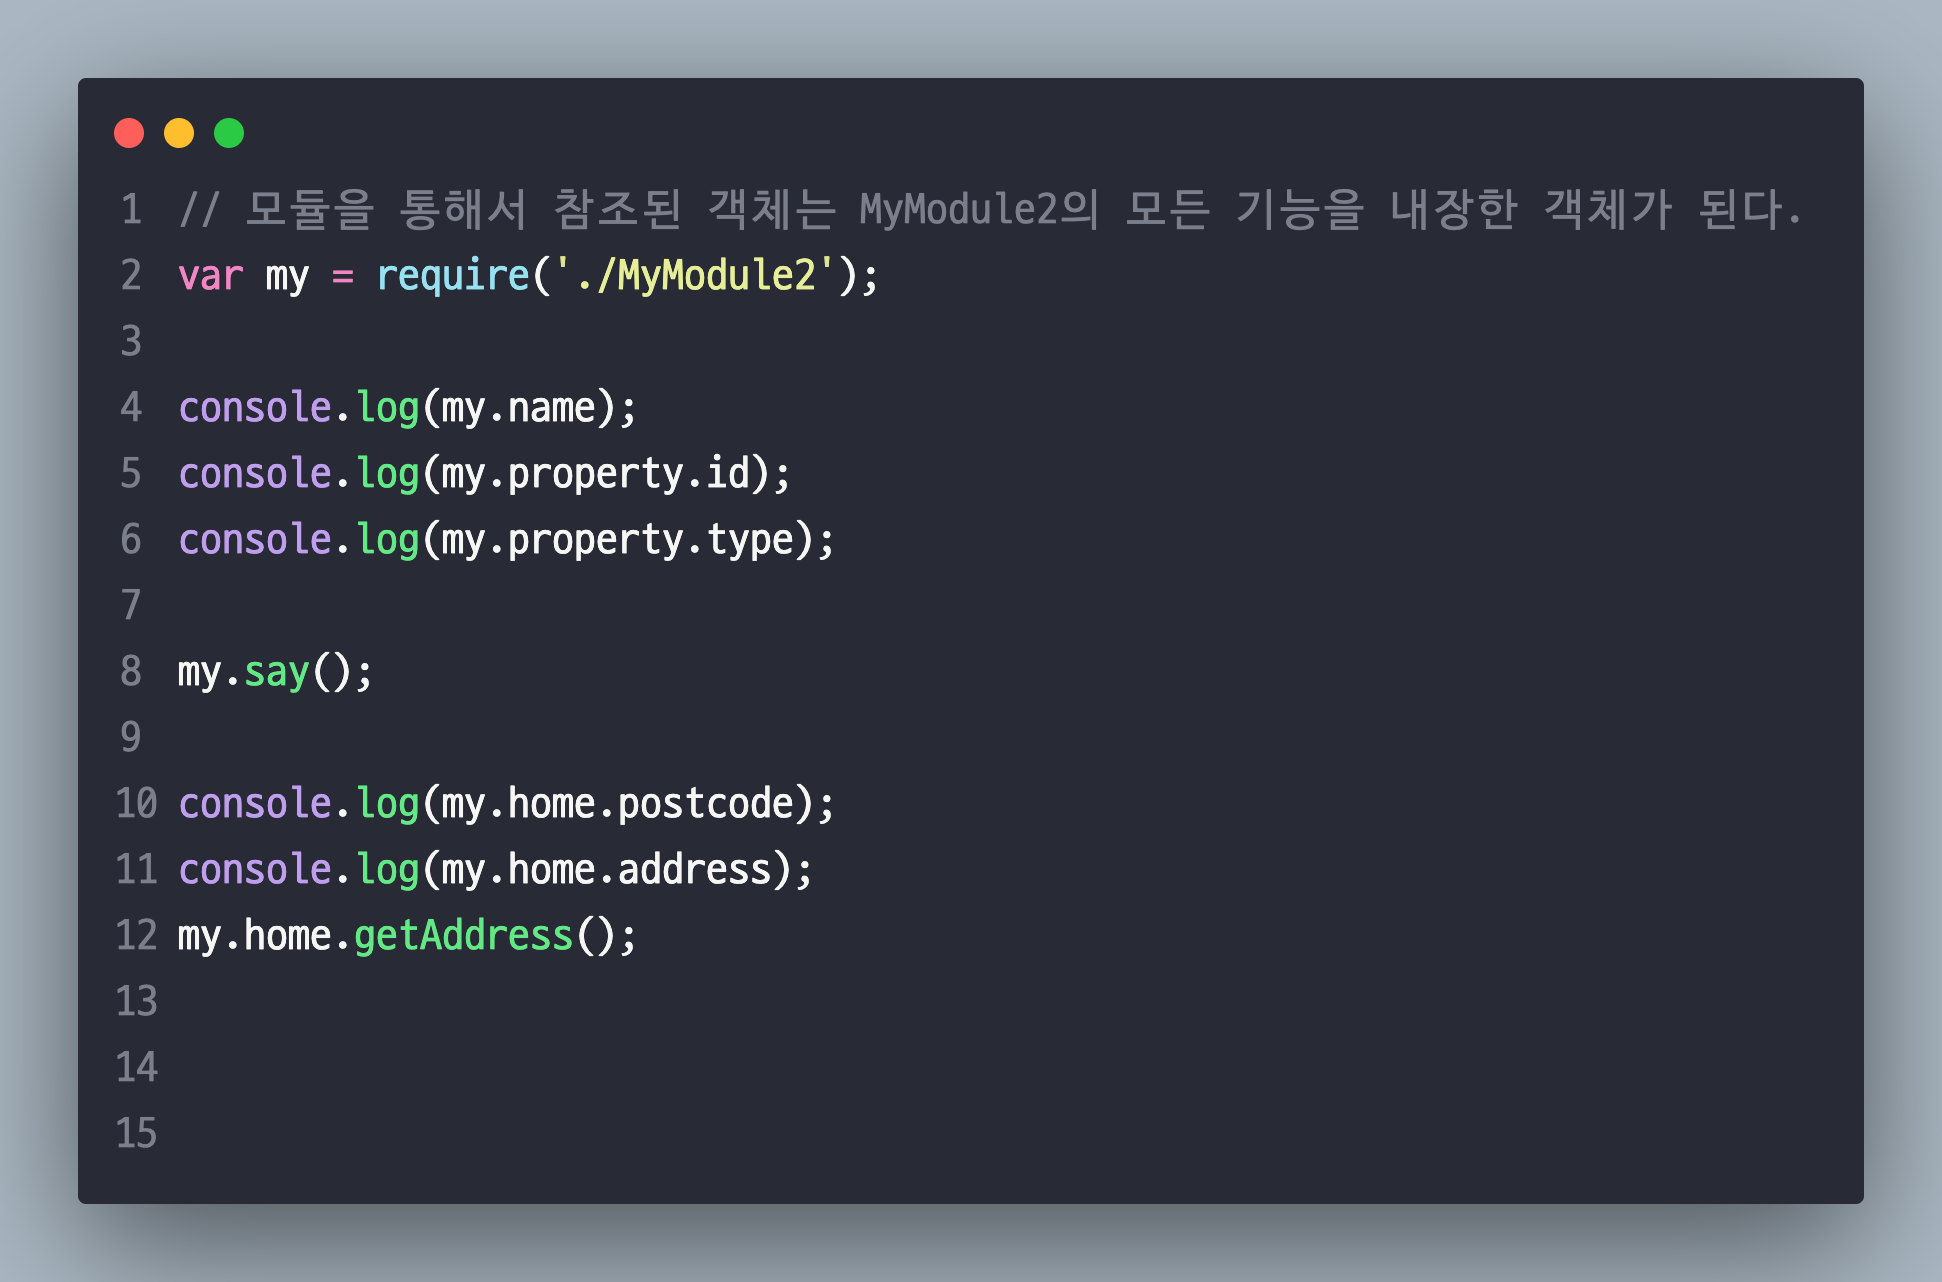 1 // 모듈을 통해서 참조된 객체는 MyModule2의 모든 기능을 내장한 객체가 된다.
2 var my = require('./MyModule2');
3
4 console.log(my.name);
5 console.log(my.property.id);
6 console.log(my.property.type);
7
8 my.say();
9
10 console.log(my.home.postcode);
11 console.log(my.home.address);
12 my.home.getAddress();
13
14
15